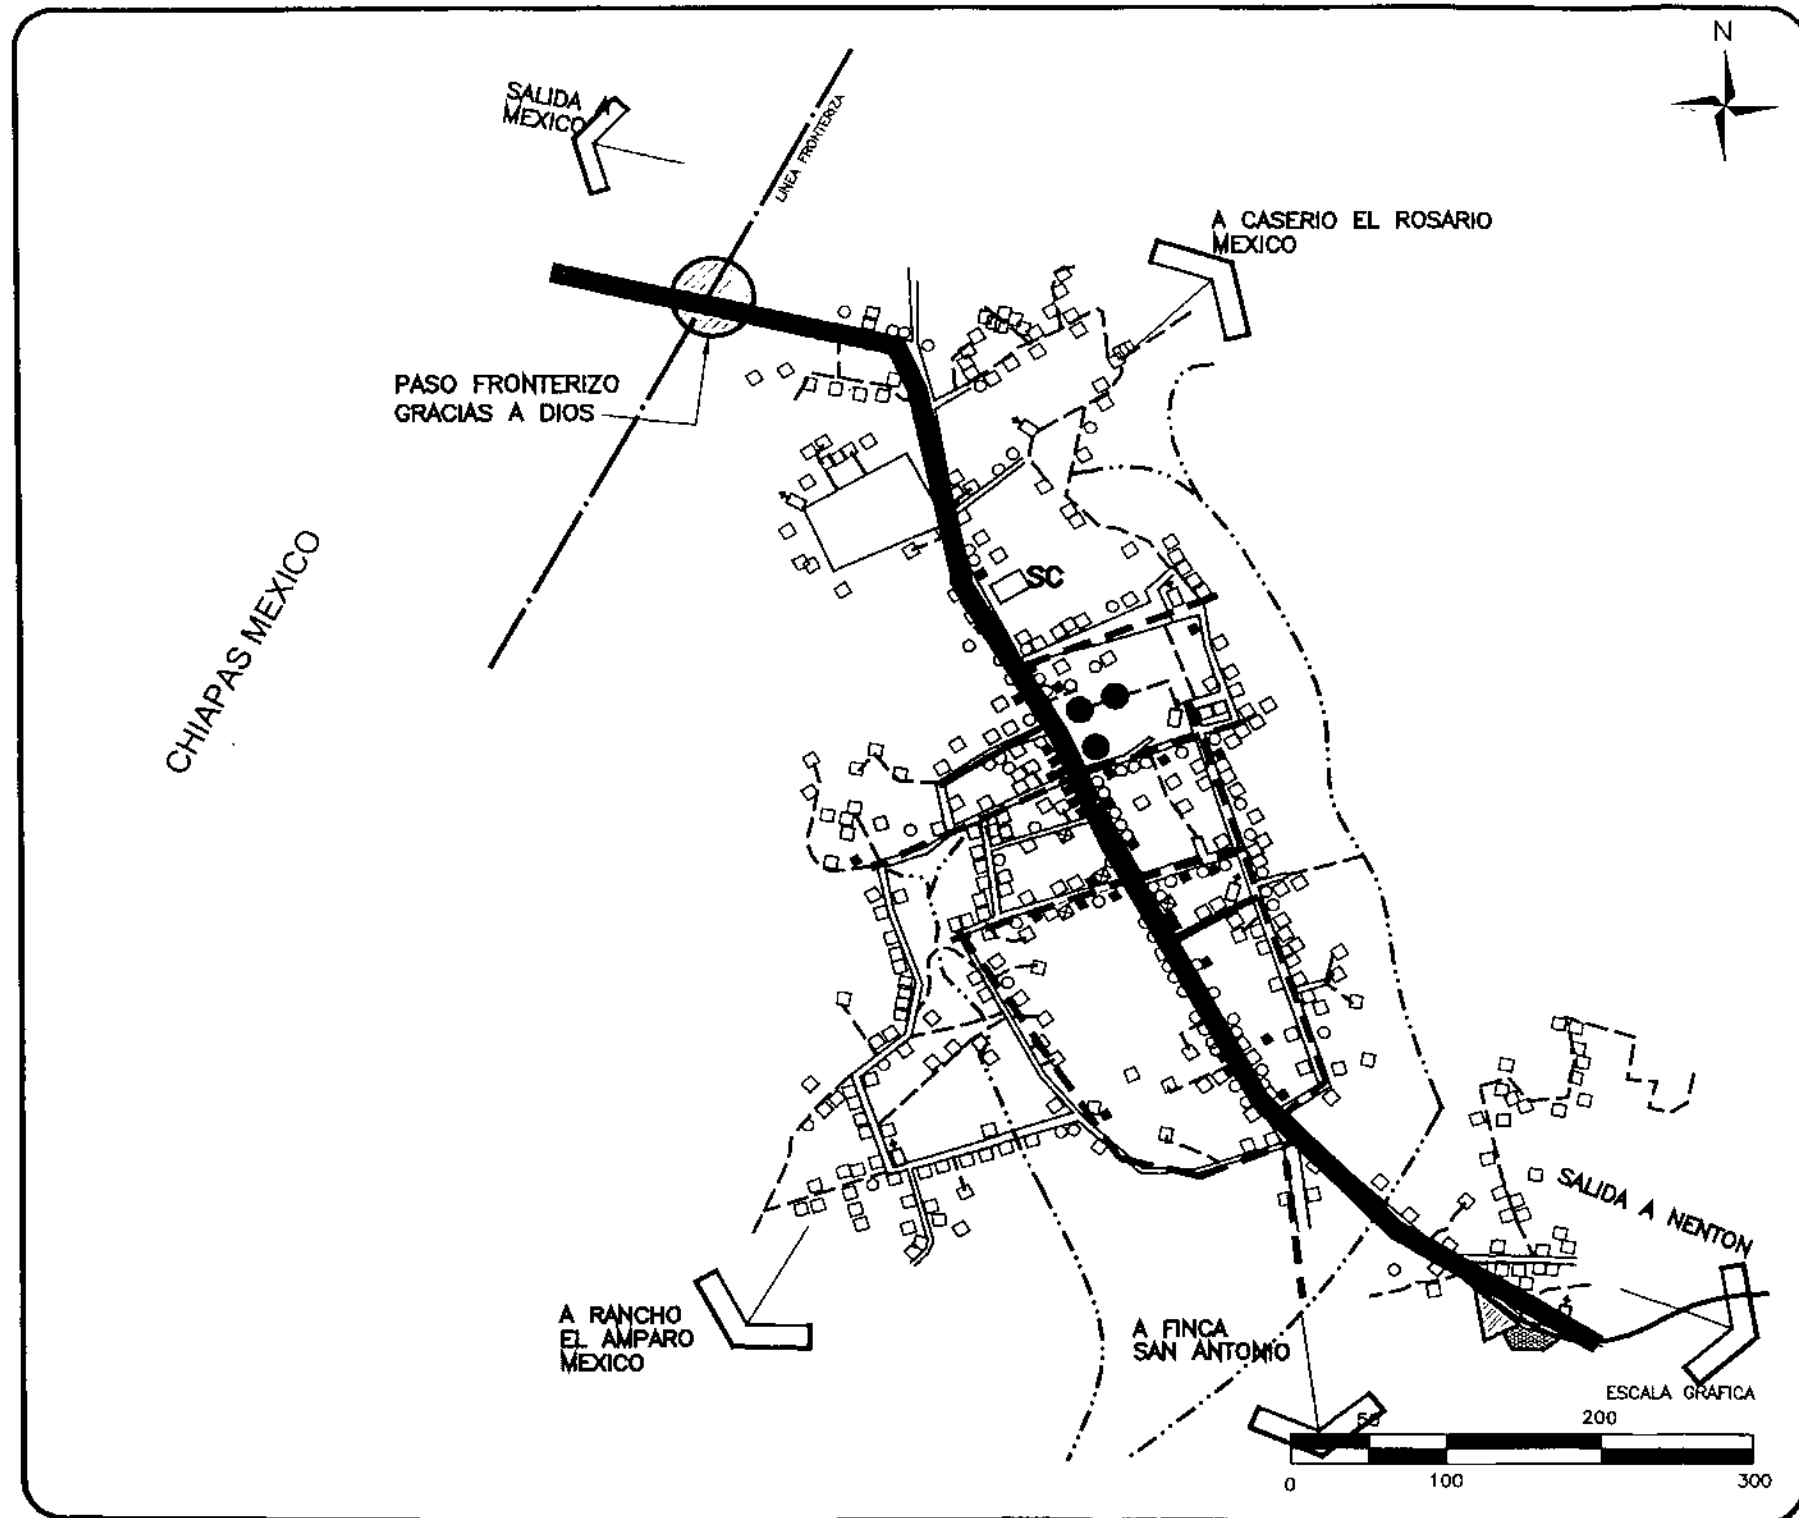 N
SALIDA A
MEXICO
LINEA FRONTERIZA
A CASERIO EL ROSARIO
MEXICO
PASO FRONTERIZO
GRACIAS A DIOS
CHIAPAS MEXICO
SC
SALIDA A NENTON
A RANCHO
EL AMPARO
MEXICO
A FINCA
SAN ANTONIO
ESCALA GRAFICA
50 200
0 100 300